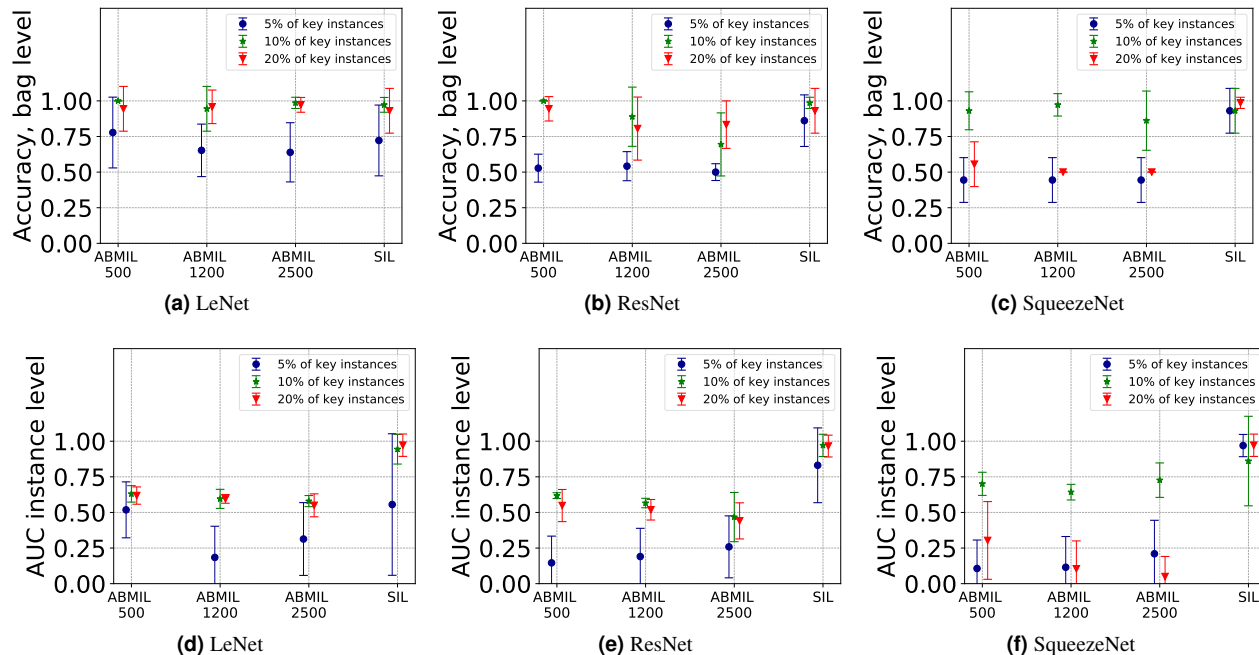 Accuracy, bag level
1.00
0.75
0.50
0.25
0.00
5% of key instances
10% of key instances
20% of key instances
ABMIL
500
ABMIL
1200
ABMIL
2500
SIL
(a) LeNet
Accuracy, bag level
1.00
0.75
0.50
0.25
0.00
5% of key instances
10% of key instances
20% of key instances
ABMIL
500
ABMIL
1200
ABMIL
2500
SIL
(b) ResNet
Accuracy, bag level
1.00
0.75
0.50
0.25
0.00
5% of key instances
10% of key instances
20% of key instances
ABMIL
500
ABMIL
1200
ABMIL
2500
SIL
(c) SqueezeNet
AUC instance level
1.00
0.75
0.50
0.25
0.00
5% of key instances
10% of key instances
20% of key instances
ABMIL
500
ABMIL
1200
ABMIL
2500
SIL
(d) LeNet
AUC instance level
1.00
0.75
0.50
0.25
0.00
5% of key instances
10% of key instances
20% of key instances
ABMIL
500
ABMIL
1200
ABMIL
2500
SIL
(e) ResNet
AUC instance level
1.00
0.75
0.50
0.25
0.00
5% of key instances
10% of key instances
20% of key instances
ABMIL
500
ABMIL
1200
ABMIL
2500
SIL
(f) SqueezeNet